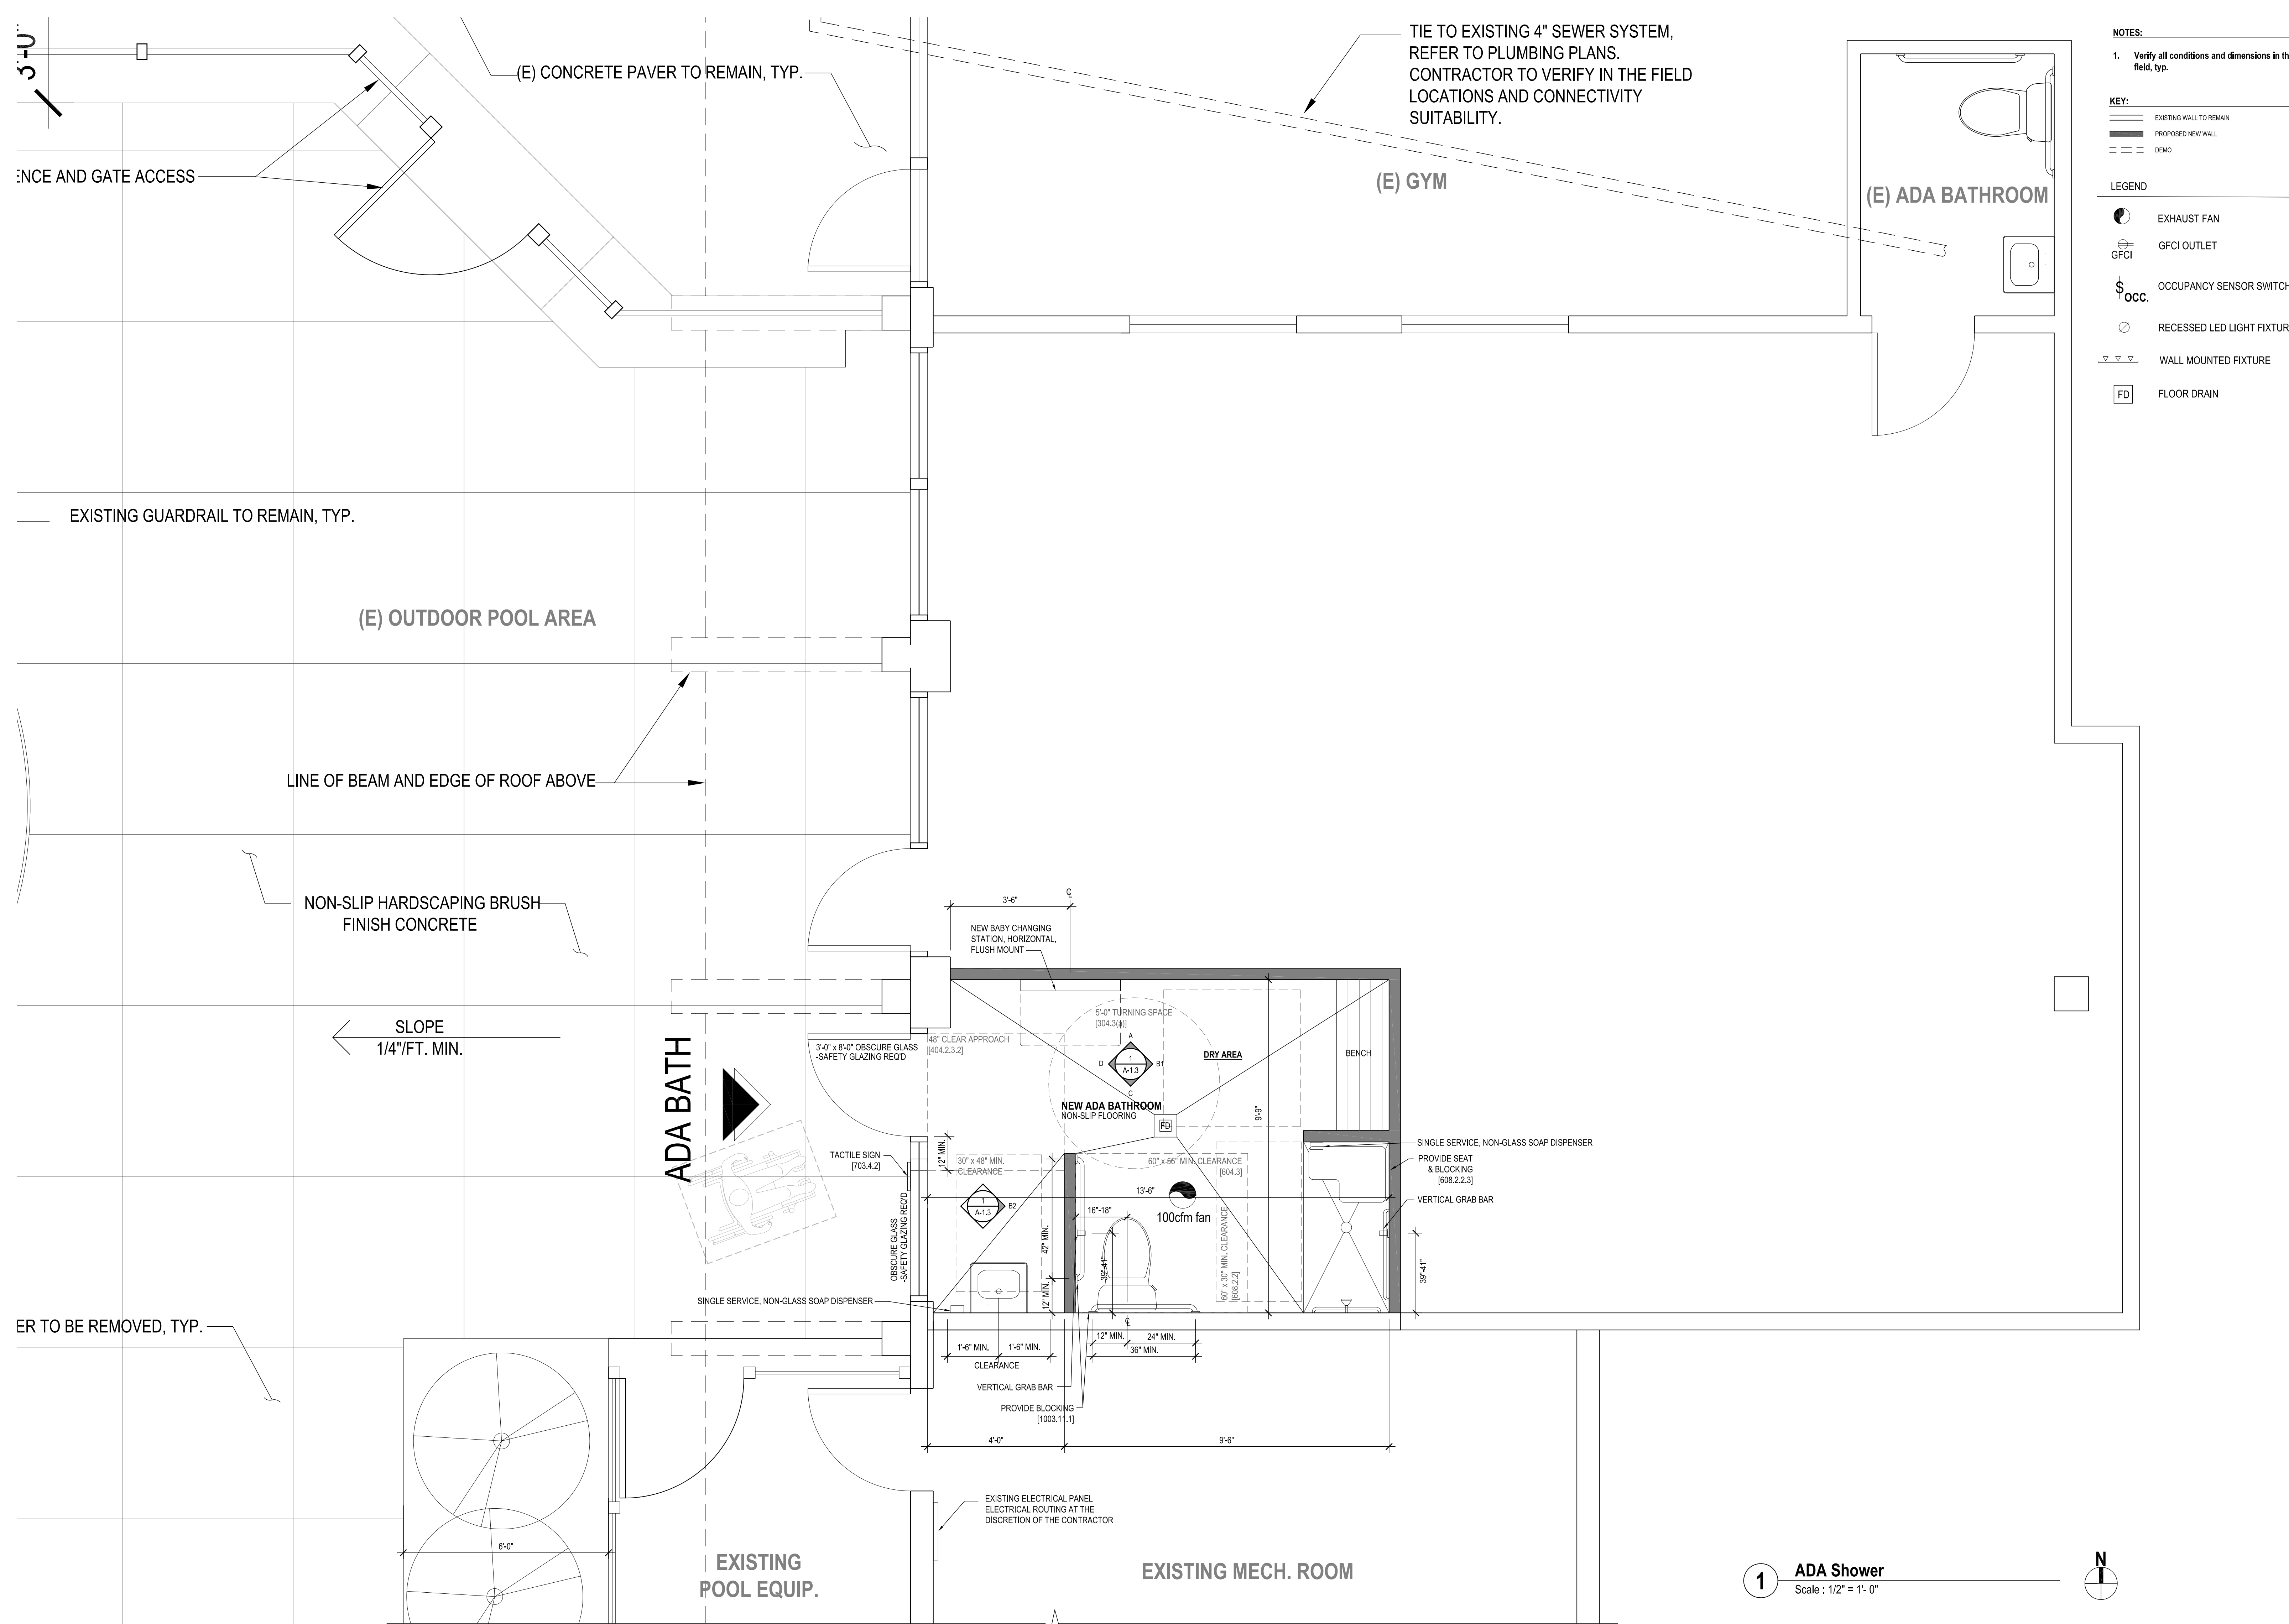 3'-0"
(E) CONCRETE PAVER TO REMAIN, TYP.
TIE TO EXISTING 4" SEWER SYSTEM,
REFER TO PLUMBING PLANS.
CONTRACTOR TO VERIFY IN THE FIELD
LOCATIONS AND CONNECTIVITY
SUITABILITY.
NOTES:
1. Verify all conditions and dimensions in th
field, typ.
KEY:
EXISTING WALL TO REMAIN
PROPOSED NEW WALL
DEMO
LEGEND
EXHAUST FAN
GFCI
GFCI OUTLET
$ OCC.
OCCUPANCY SENSOR SWITCH
RECESSED LED LIGHT FIXTUR
WALL MOUNTED FIXTURE
FD
FLOOR DRAIN
ENCE AND GATE ACCESS
(E) GYM
(E) ADA BATHROOM
EXISTING GUARDRAIL TO REMAIN, TYP.
(E) OUTDOOR POOL AREA
LINE OF BEAM AND EDGE OF ROOF ABOVE
NON-SLIP HARDSCAPING BRUSH
FINISH CONCRETE
SLOPE
1/4"/FT. MIN.
ADA BATH
3'-6"
NEW BABY CHANGING
STATION, HORIZONTAL,
FLUSH MOUNT
3'-0" x 8'-0" OBSCURE GLASS
-SAFETY GLAZING REQ'D
48" CLEAR APPROACH
[404.2.3.2]
5'-0" TURNING SPACE
[304.3(a)]
A
D
1
A-1.3
B1
C
DRY AREA
BENCH
NEW ADA BATHROOM
NON-SLIP FLOORING
FD
9'-9"
TACTILE SIGN
[703.4.2]
12" MIN.
30" x 48" MIN.
CLEARANCE
60" x 56" MIN. CLEARANCE
[604.3]
SINGLE SERVICE, NON-GLASS SOAP DISPENSER
PROVIDE SEAT
& BLOCKING
[608.2.2.3]
VERTICAL GRAB BAR
13'-6"
1
A-1.3
B2
16"-18"
100cfm fan
OBSCURE GLASS
-SAFETY GLAZING REQ'D
42" MIN.
12" MIN.
39"-41"
60" x 30" MIN. CLEARANCE
[608.2.2]
39"-41"
SINGLE SERVICE, NON-GLASS SOAP DISPENSER
1'-6" MIN.
1'-6" MIN.
CLEARANCE
12" MIN.
24" MIN.
36" MIN.
VERTICAL GRAB BAR
PROVIDE BLOCKING
[1003.11.1]
4'-0"
9'-6"
ER TO BE REMOVED, TYP.
EXISTING ELECTRICAL PANEL
ELECTRICAL ROUTING AT THE
DISCRETION OF THE CONTRACTOR
6'-0"
EXISTING
POOL EQUIP.
EXISTING MECH. ROOM
1
ADA Shower
Scale : 1/2" = 1'- 0"
N